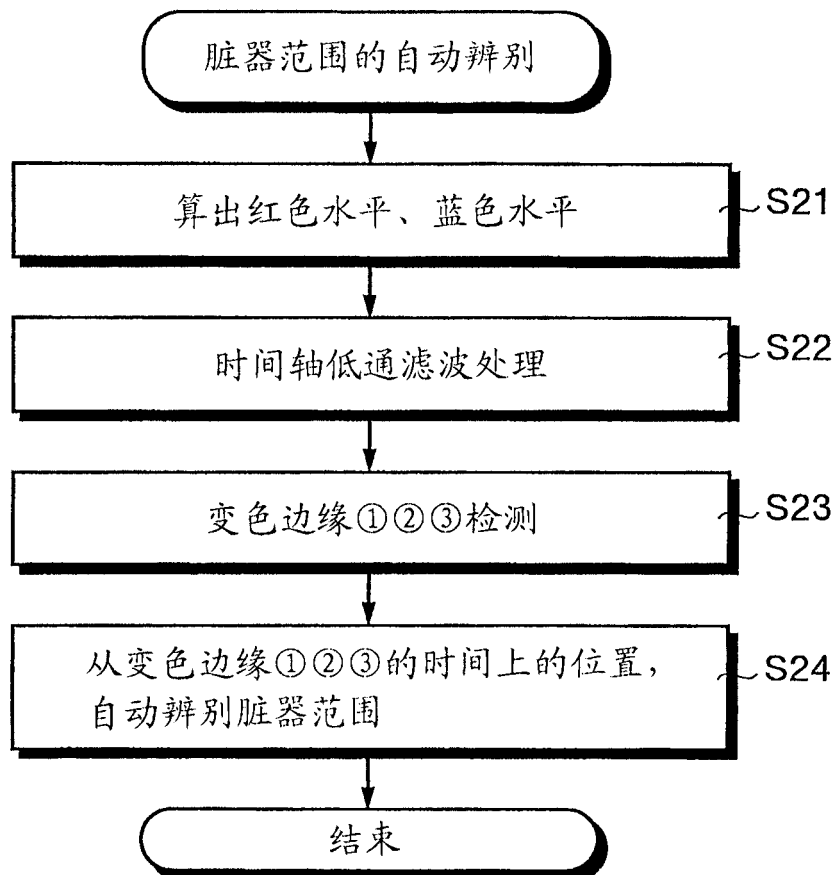 脏器范围的自动辨别
算出红色水平、蓝色水平
S21
时间轴低通滤波处理
S22
变色边缘①②③检测
S23
从变色边缘①②③的时间上的位置，
自动辨别脏器范围
S24
结束